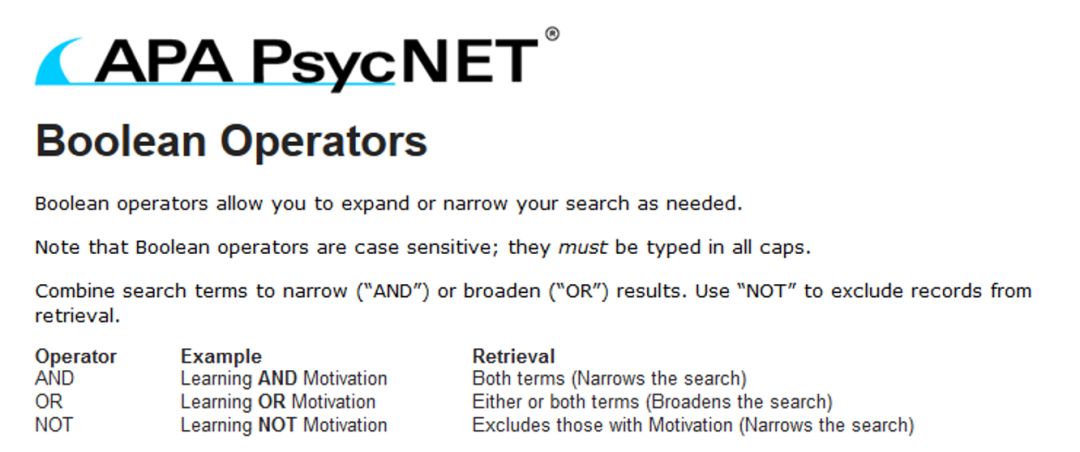 APA PsycNET®
Boolean Operators
Boolean operators allow you to expand or narrow your search as needed.
Note that Boolean operators are case sensitive; they must be typed in all caps.
Combine search terms to narrow (“AND”) or broaden (“OR”) results. Use “NOT” to exclude records from
retrieval.
Operator Example Retrieval
AND Learning AND Motivation Both terms (Narrows the search)
OR Learning OR Motivation Either or both terms (Broadens the search)
NOT Learning NOT Motivation Excludes those with Motivation (Narrows the search)